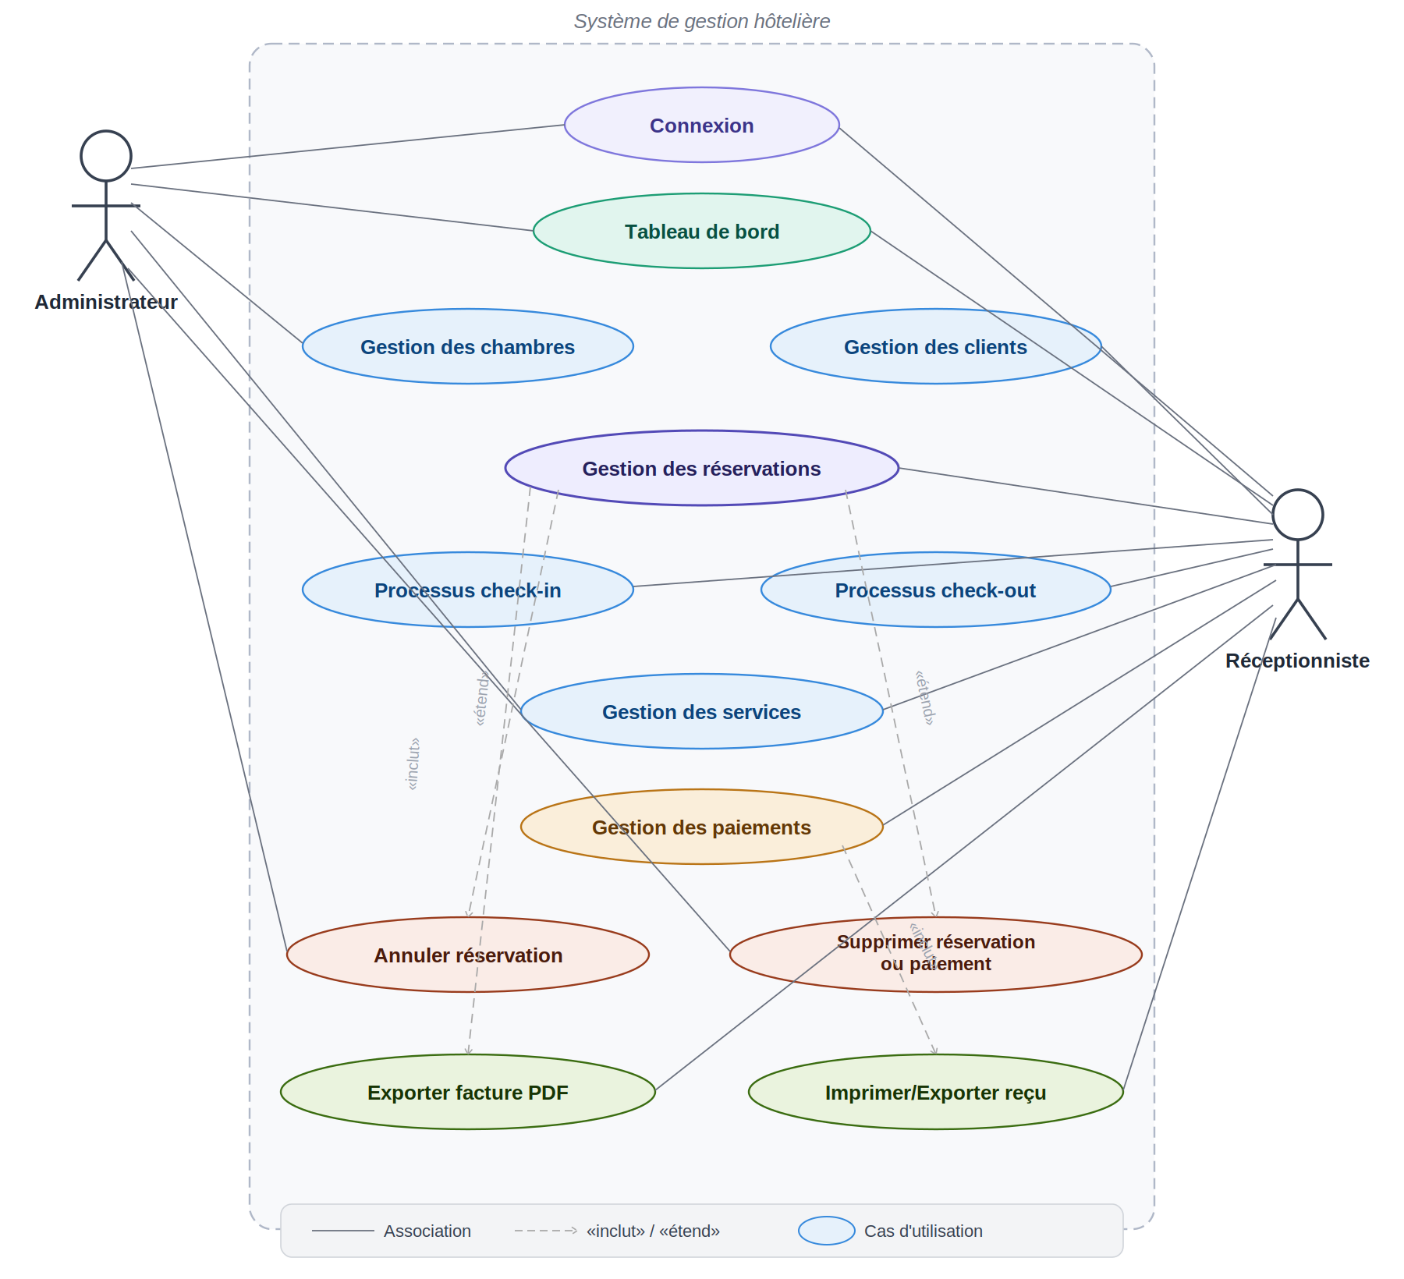 Système de gestion hôtelière
Connexion
Tableau de bord
Administrateur
Gestion des chambres
Gestion des clients
Gestion des réservations
Processus check-in
Processus check-out
Réceptionniste
«étend»
«étend»
Gestion des services
«inclut»
Gestion des paiements
Annuler réservation
Supprimer réservation
ou paiement
«inclut»
Exporter facture PDF
Imprimer/Exporter reçu
Association
«inclut» / «étend»
Cas d'utilisation